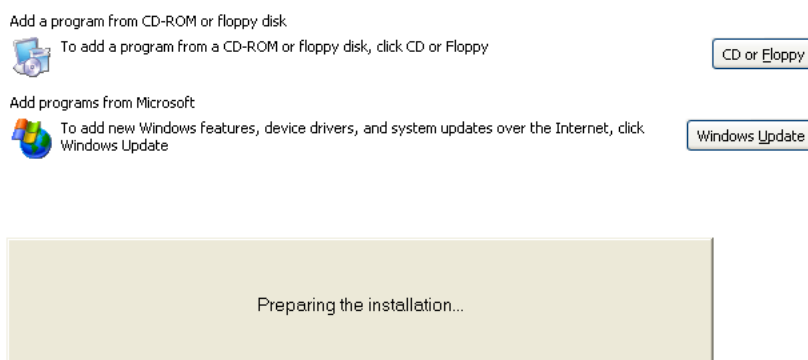 Add a program from CD-ROM or floppy disk
To add a program from a CD-ROM or floppy disk, click CD or Floppy
CD or Floppy
Add programs from Microsoft
To add new Windows features, device drivers, and system updates over the Internet, click
Windows Update
Windows Update
Preparing the installation...